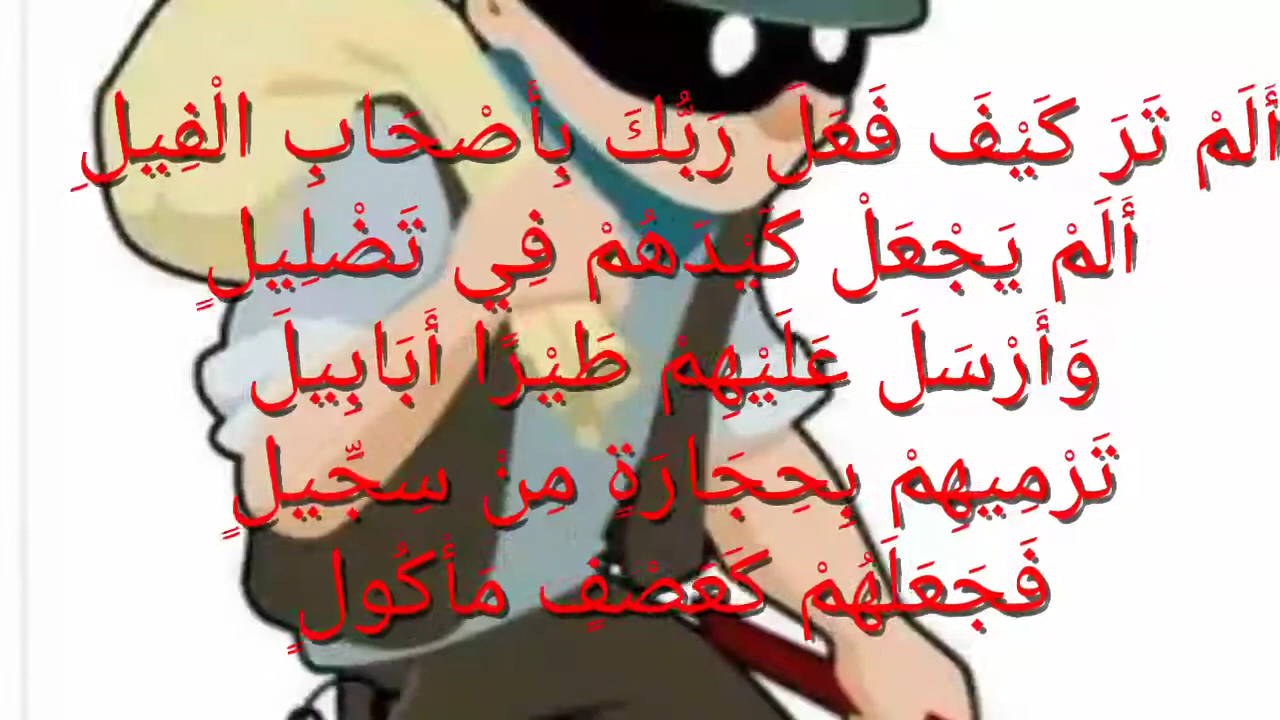 أَلَمْ تَرَ كَيْفَ فَعَلَ رَبُّكَ بِأَصْحَابِ الْفِيلِ
أَلَمْ يَجْعَلْ كَيْدَهُمْ فِي تَضْلِيلٍ
وَأَرْسَلَ عَلَيْهِمْ طَيْرًا أَبَابِيلَ
تَرْمِيهِمْ بِحِجَارَةٍ مِنْ سِجِّيلٍ
فَجَعَلَهُمْ كَعَصْفٍ مَأْكُولٍ